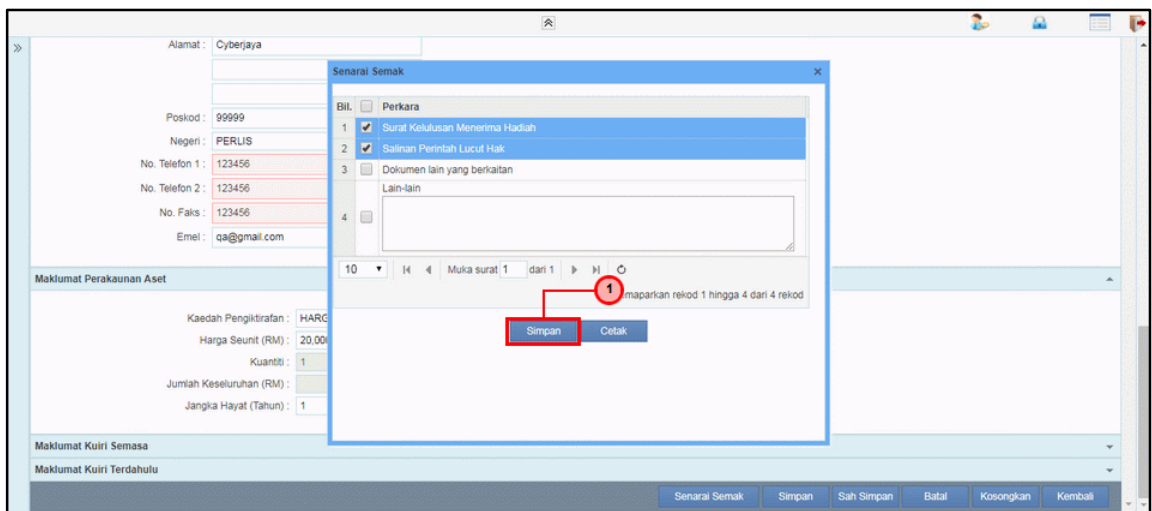 Alamat : Cyberjaya
Poskod : 99999
Negeri : PERLIS
No. Telefon 1 : 123456
No. Telefon 2 : 123456
No. Faks : 123456
Emel : qa@gmail.com
Senarai Semak
Bil. Perkara
1 Surat Kelulusan Menerima Hadiah
2 Salinan Perintah Lucut Hak
3 Dokumen lain yang berkaitan
Lain-lain
4
10 Muka surat 1 dari 1
1
maparkan rekod 1 hingga 4 dari 4 rekod
Simpan Cetak
Maklumat Perakaunan Aset
Kaedah Pengiktirafan : HARG
Harga Seunit (RM) : 20,00
Kuantiti : 1
Jumlah Keseluruhan (RM) :
Jangka Hayat (Tahun) : 1
Maklumat Kuiri Semasa
Maklumat Kuiri Terdahulu
Senarai Semak Simpan Sah Simpan Batal Kosongkan Kembali